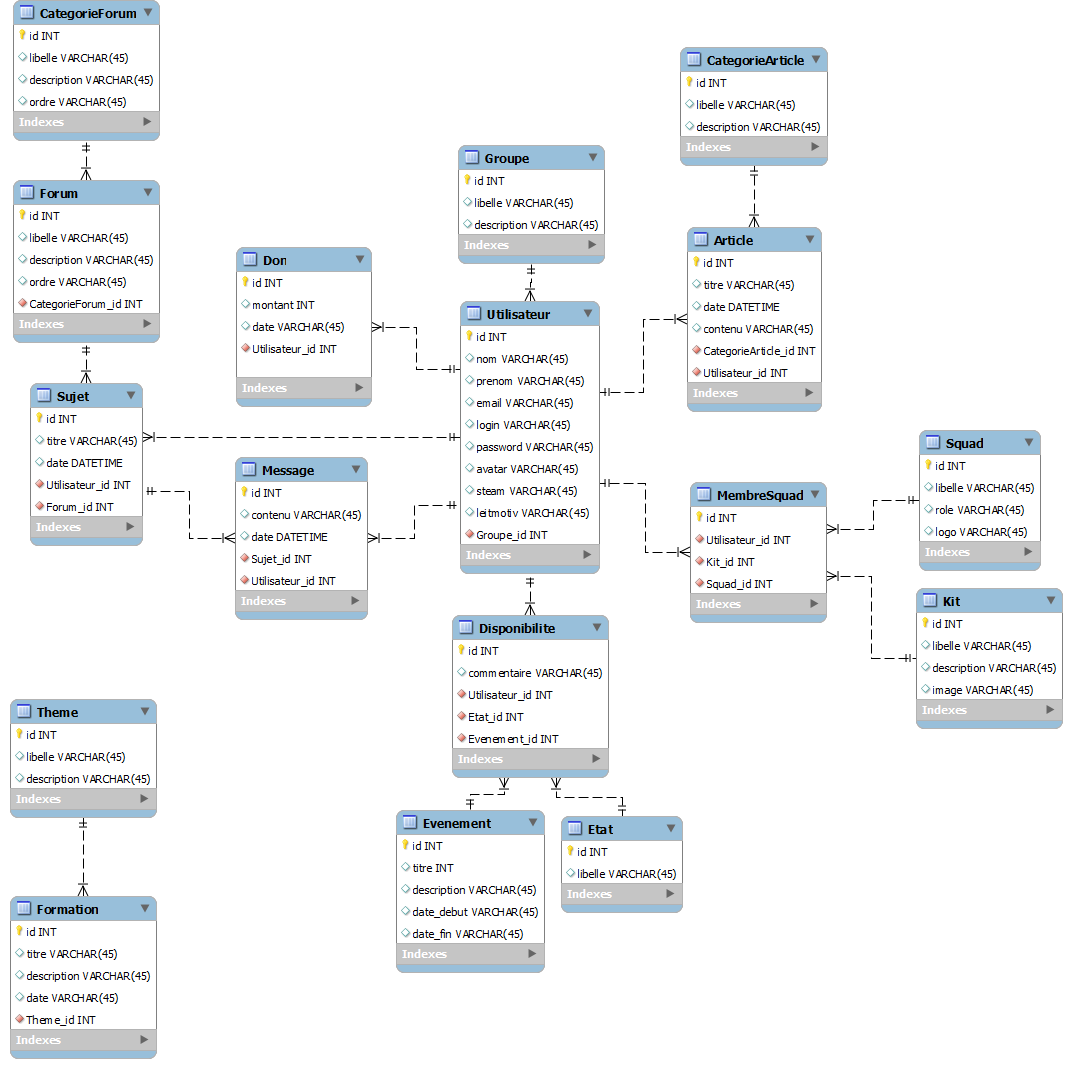 CategorieForum
id INT
libelle VARCHAR(45)
description VARCHAR(45)
ordre VARCHAR(45)
Indexes
Forum
id INT
libelle VARCHAR(45)
description VARCHAR(45)
ordre VARCHAR(45)
CategorieForum_id INT
Indexes
Sujet
id INT
titre VARCHAR(45)
date DATETIME
Utilisateur_id INT
Forum_id INT
Indexes
Don
id INT
montant INT
date VARCHAR(45)
Utilisateur_id INT
Indexes
Message
id INT
contenu VARCHAR(45)
date DATETIME
Sujet_id INT
Utilisateur_id INT
Indexes
Groupe
id INT
libelle VARCHAR(45)
description VARCHAR(45)
Indexes
Utilisateur
id INT
nom VARCHAR(45)
prenom VARCHAR(45)
email VARCHAR(45)
login VARCHAR(45)
password VARCHAR(45)
avatar VARCHAR(45)
steam VARCHAR(45)
leitmotiv VARCHAR(45)
Groupe_id INT
Indexes
CategorieArticle
id INT
libelle VARCHAR(45)
description VARCHAR(45)
Indexes
Article
id INT
titre VARCHAR(45)
date DATETIME
contenu VARCHAR(45)
CategorieArticle_id INT
Utilisateur_id INT
Indexes
MembreSquad
id INT
Utilisateur_id INT
Kit_id INT
Squad_id INT
Indexes
Squad
id INT
libelle VARCHAR(45)
role VARCHAR(45)
logo VARCHAR(45)
Indexes
Kit
id INT
libelle VARCHAR(45)
description VARCHAR(45)
image VARCHAR(45)
Indexes
Disponibilite
id INT
commentaire VARCHAR(45)
Utilisateur_id INT
Etat_id INT
Evenement_id INT
Indexes
Evenement
id INT
titre INT
description VARCHAR(45)
date_debut VARCHAR(45)
date_fin VARCHAR(45)
Indexes
Etat
id INT
libelle VARCHAR(45)
Indexes
Theme
id INT
libelle VARCHAR(45)
description VARCHAR(45)
Indexes
Formation
id INT
titre VARCHAR(45)
description VARCHAR(45)
date VARCHAR(45)
Theme_id INT
Indexes